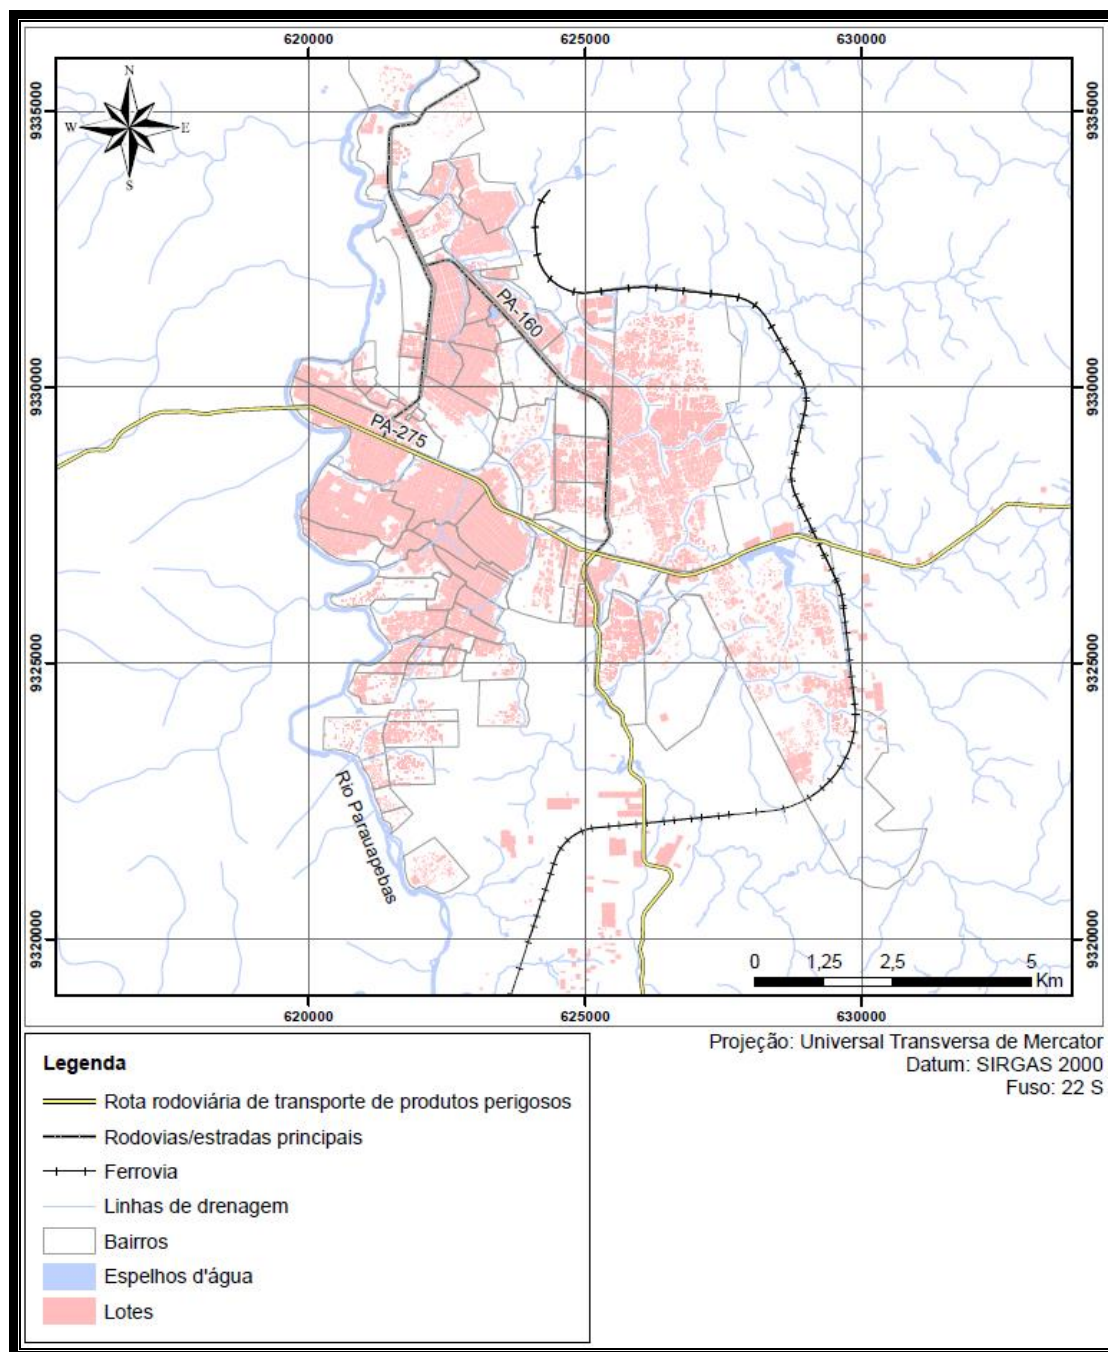 620000 625000 630000
9335000 9335000
N
W E
S
PA-160
9330000 9330000
PA-275
9325000 9325000
Rio Parauapebas
9320000 9320000
0 1,25 2,5 5
Km
620000 625000 630000
Projeção: Universal Transversa de Mercator
Datum: SIRGAS 2000
Fuso: 22 S
Legenda
Rota rodoviária de transporte de produtos perigosos
Rodovias/estradas principais
Ferrovia
Linhas de drenagem
Bairros
Espelhos d'água
Lotes